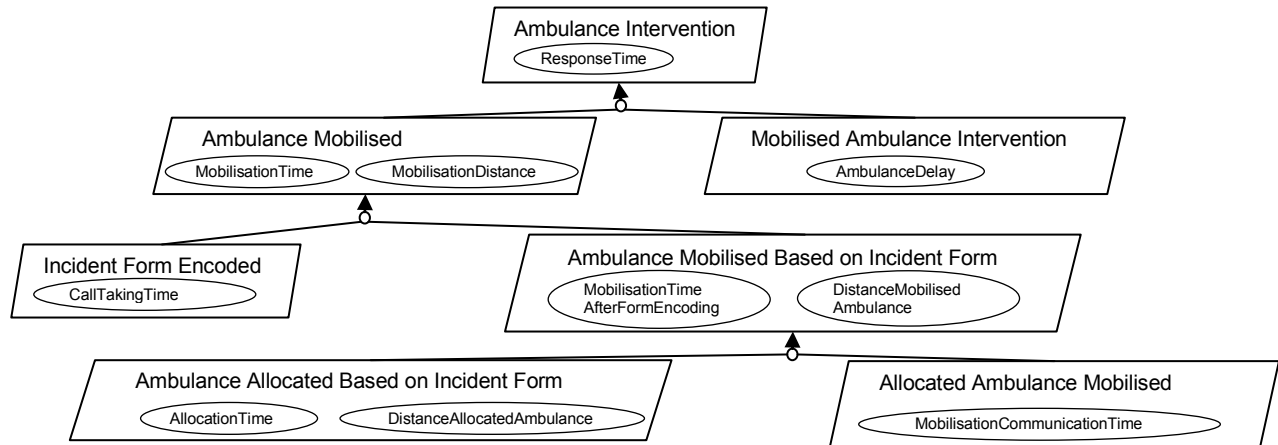 Ambulance Intervention
ResponseTime
Ambulance Mobilised
MobilisationTime
MobilisationDistance
Mobilised Ambulance Intervention
AmbulanceDelay
Incident Form Encoded
CallTakingTime
Ambulance Mobilised Based on Incident Form
MobilisationTime
AfterFormEncoding
DistanceMobilised
Ambulance
Ambulance Allocated Based on Incident Form
AllocationTime
DistanceAllocatedAmbulance
Allocated Ambulance Mobilised
MobilisationCommunicationTime